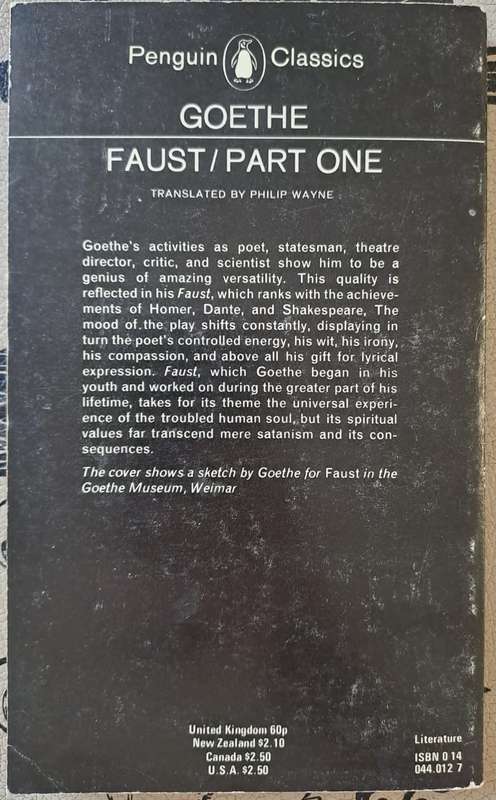 Penguin Classics
GOETHE
FAUST/PART ONE
TRANSLATED BY PHILIP WAYNE
Goethe's activities as poet, statesman, theatre
director, critic, and scientist show him to be a
genius of amazing versatility. This quality is
reflected in his Faust, which ranks with the achieve-
ments of Homer, Dante, and Shakespeare, The
mood of the play shifts constantly, displaying in
turn the poet's controlled energy, his wit, his irony,
his compassion, and above all his gift for lyrical
expression. Faust, which Goethe began in his
youth and worked on during the greater part of his
lifetime, takes for its theme the universal experi-
ence of the troubled human soul, but its spiritual
values far transcend mere satanism and its con-
sequences.
The cover shows a sketch by Goethe for Faust in the
Goethe Museum, Weimar
United Kingdom 60p
New Zealand $2.10
Canada $2.50
U.S.A. $2.50
Literature
ISBN 0 14
044.012 7